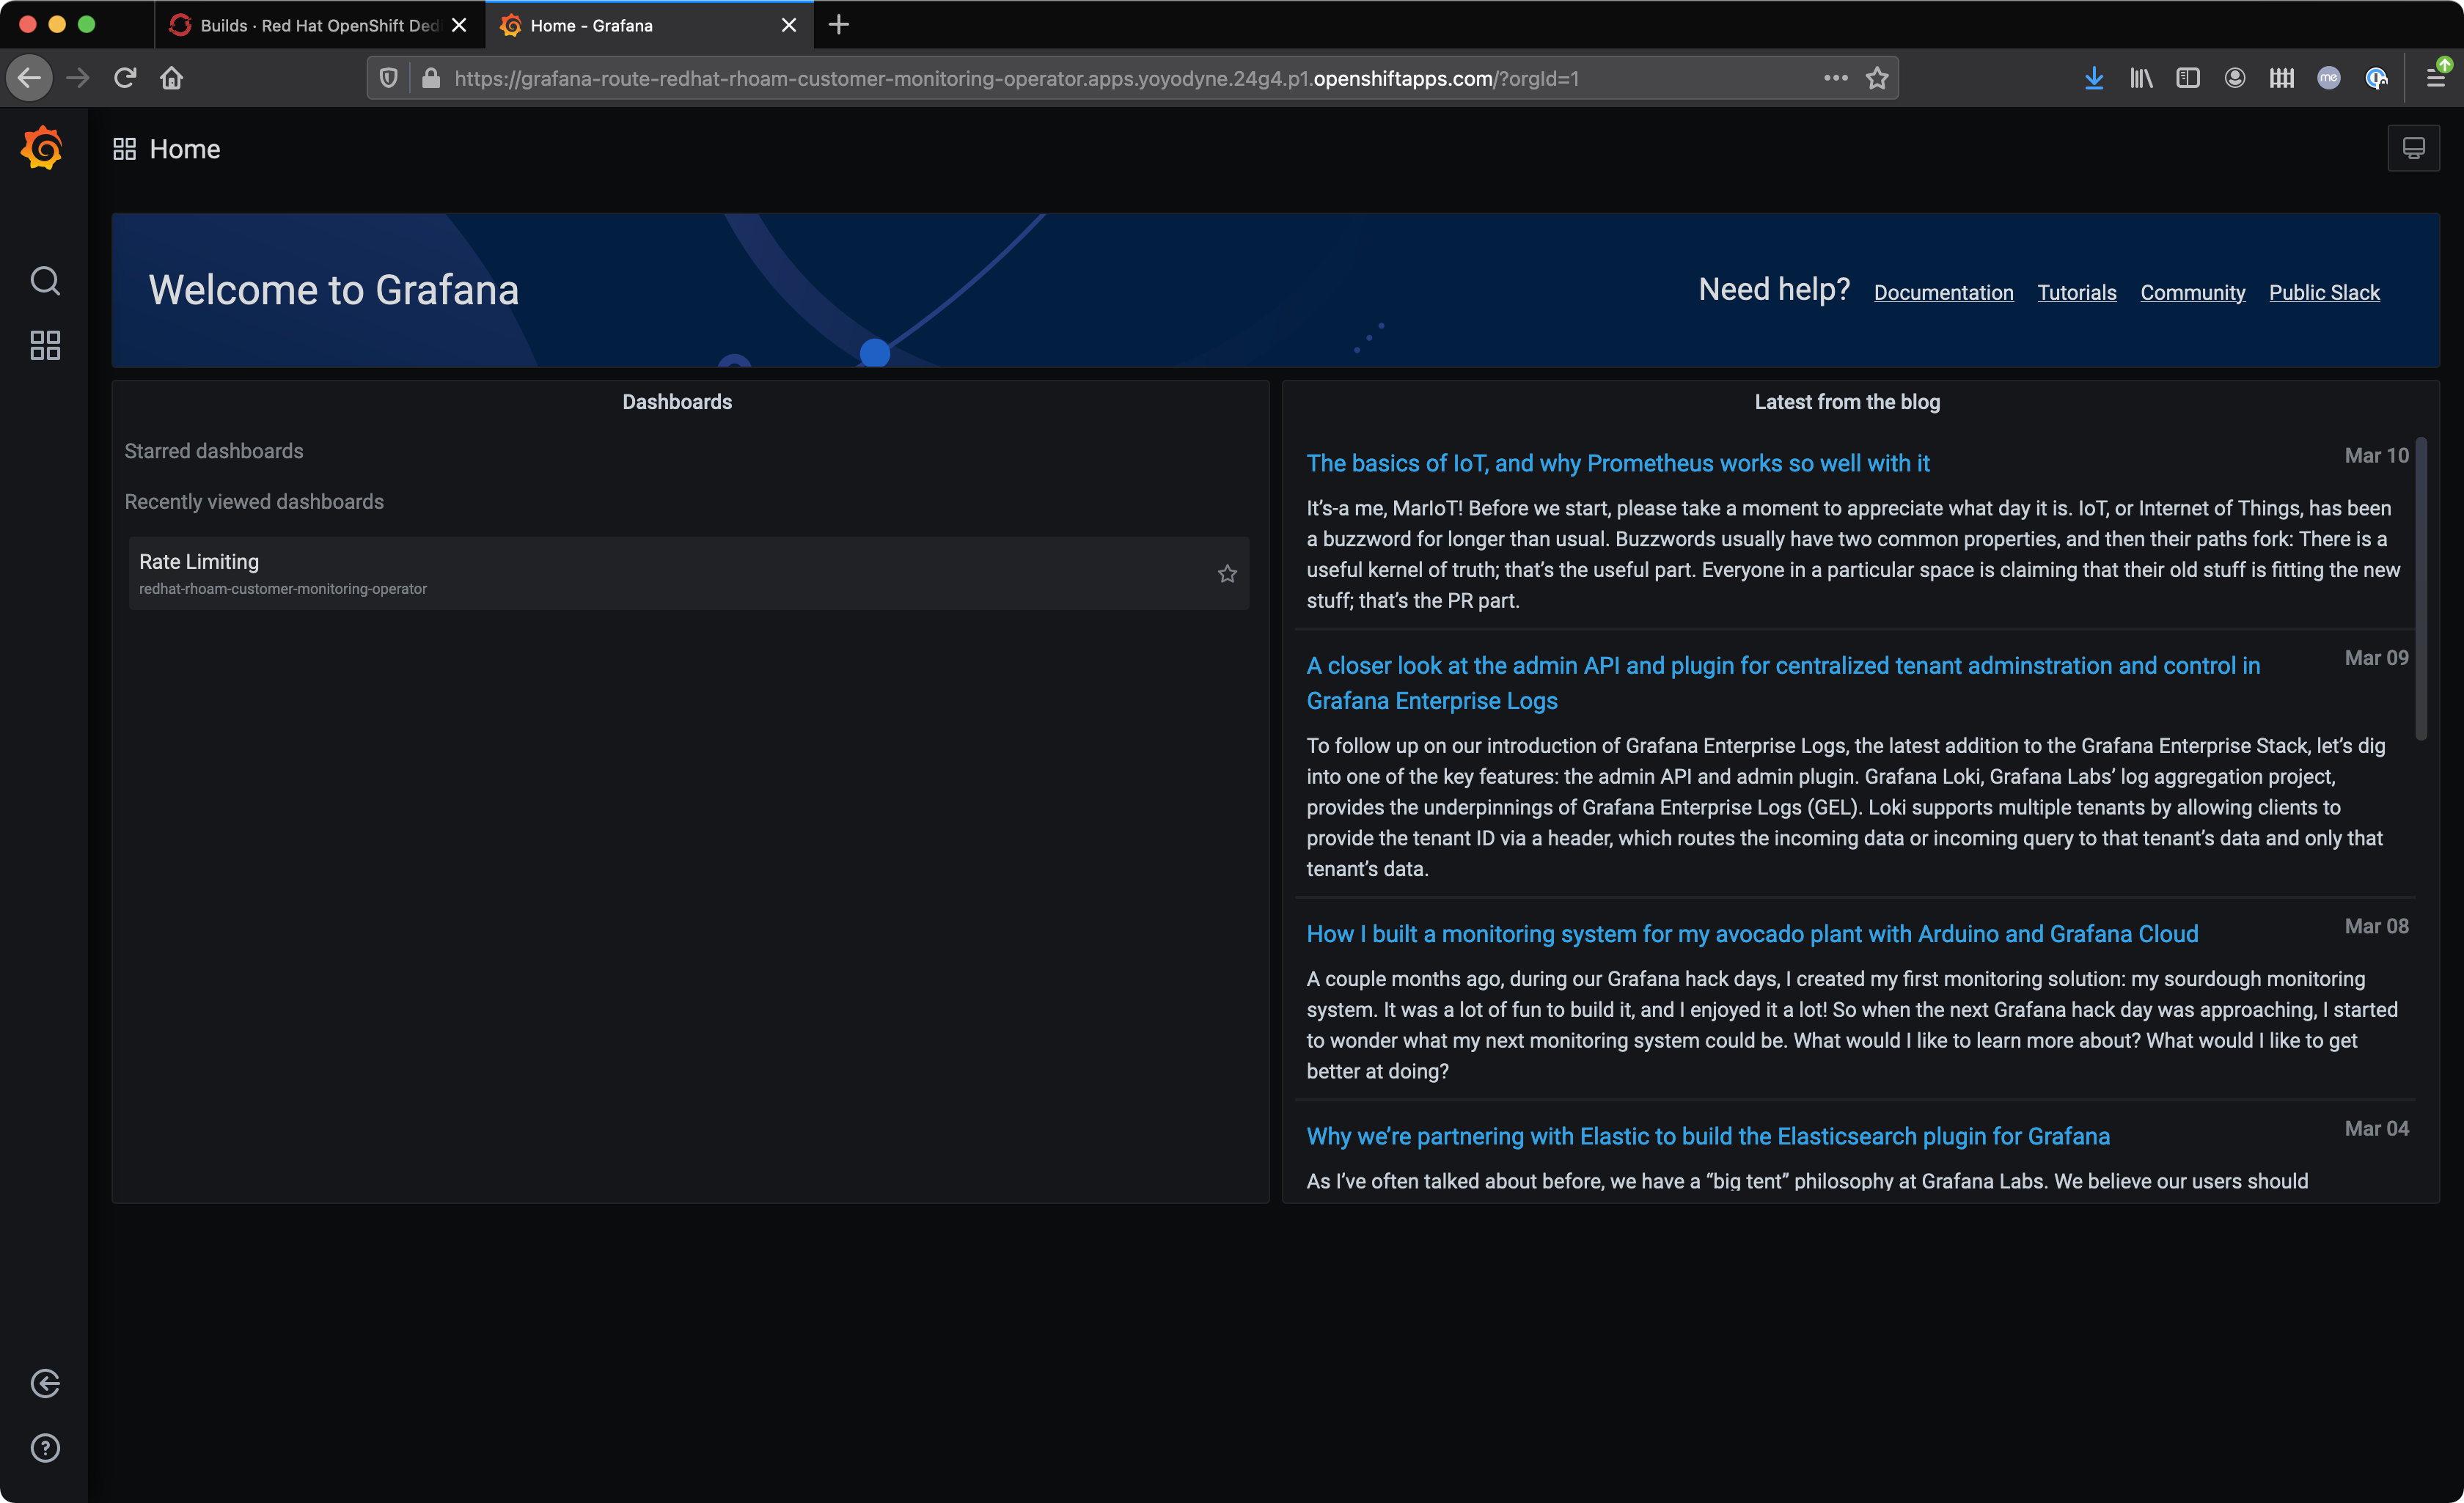 Builds · Red Hat OpenShift Ded
Home - Grafana
https://grafana-route-redhat-rhoam-customer-monitoring-operator.apps.yoyodyne.24g4.p1.openshiftapps.com/?orgId=1
me
Home
Welcome to Grafana
Need help? Documentation Tutorials Community Public Slack
Dashboards
Starred dashboards
Recently viewed dashboards
Rate Limiting
redhat-rhoam-customer-monitoring-operator
Latest from the blog
The basics of IoT, and why Prometheus works so well with it
Mar 10
It’s-a me, MarIoT! Before we start, please take a moment to appreciate what day it is. IoT, or Internet of Things, has been
a buzzword for longer than usual. Buzzwords usually have two common properties, and then their paths fork: There is a
useful kernel of truth; that’s the useful part. Everyone in a particular space is claiming that their old stuff is fitting the new
stuff; that’s the PR part.
A closer look at the admin API and plugin for centralized tenant adminstration and control in
Grafana Enterprise Logs
Mar 09
To follow up on our introduction of Grafana Enterprise Logs, the latest addition to the Grafana Enterprise Stack, let’s dig
into one of the key features: the admin API and admin plugin. Grafana Loki, Grafana Labs’ log aggregation project,
provides the underpinnings of Grafana Enterprise Logs (GEL). Loki supports multiple tenants by allowing clients to
provide the tenant ID via a header, which routes the incoming data or incoming query to that tenant’s data and only that
tenant’s data.
How I built a monitoring system for my avocado plant with Arduino and Grafana Cloud
Mar 08
A couple months ago, during our Grafana hack days, I created my first monitoring solution: my sourdough monitoring
system. It was a lot of fun to build it, and I enjoyed it a lot! So when the next Grafana hack day was approaching, I started
to wonder what my next monitoring system could be. What would I like to learn more about? What would I like to get
better at doing?
Why we’re partnering with Elastic to build the Elasticsearch plugin for Grafana
Mar 04
As I’ve often talked about before, we have a “big tent” philosophy at Grafana Labs. We believe our users should